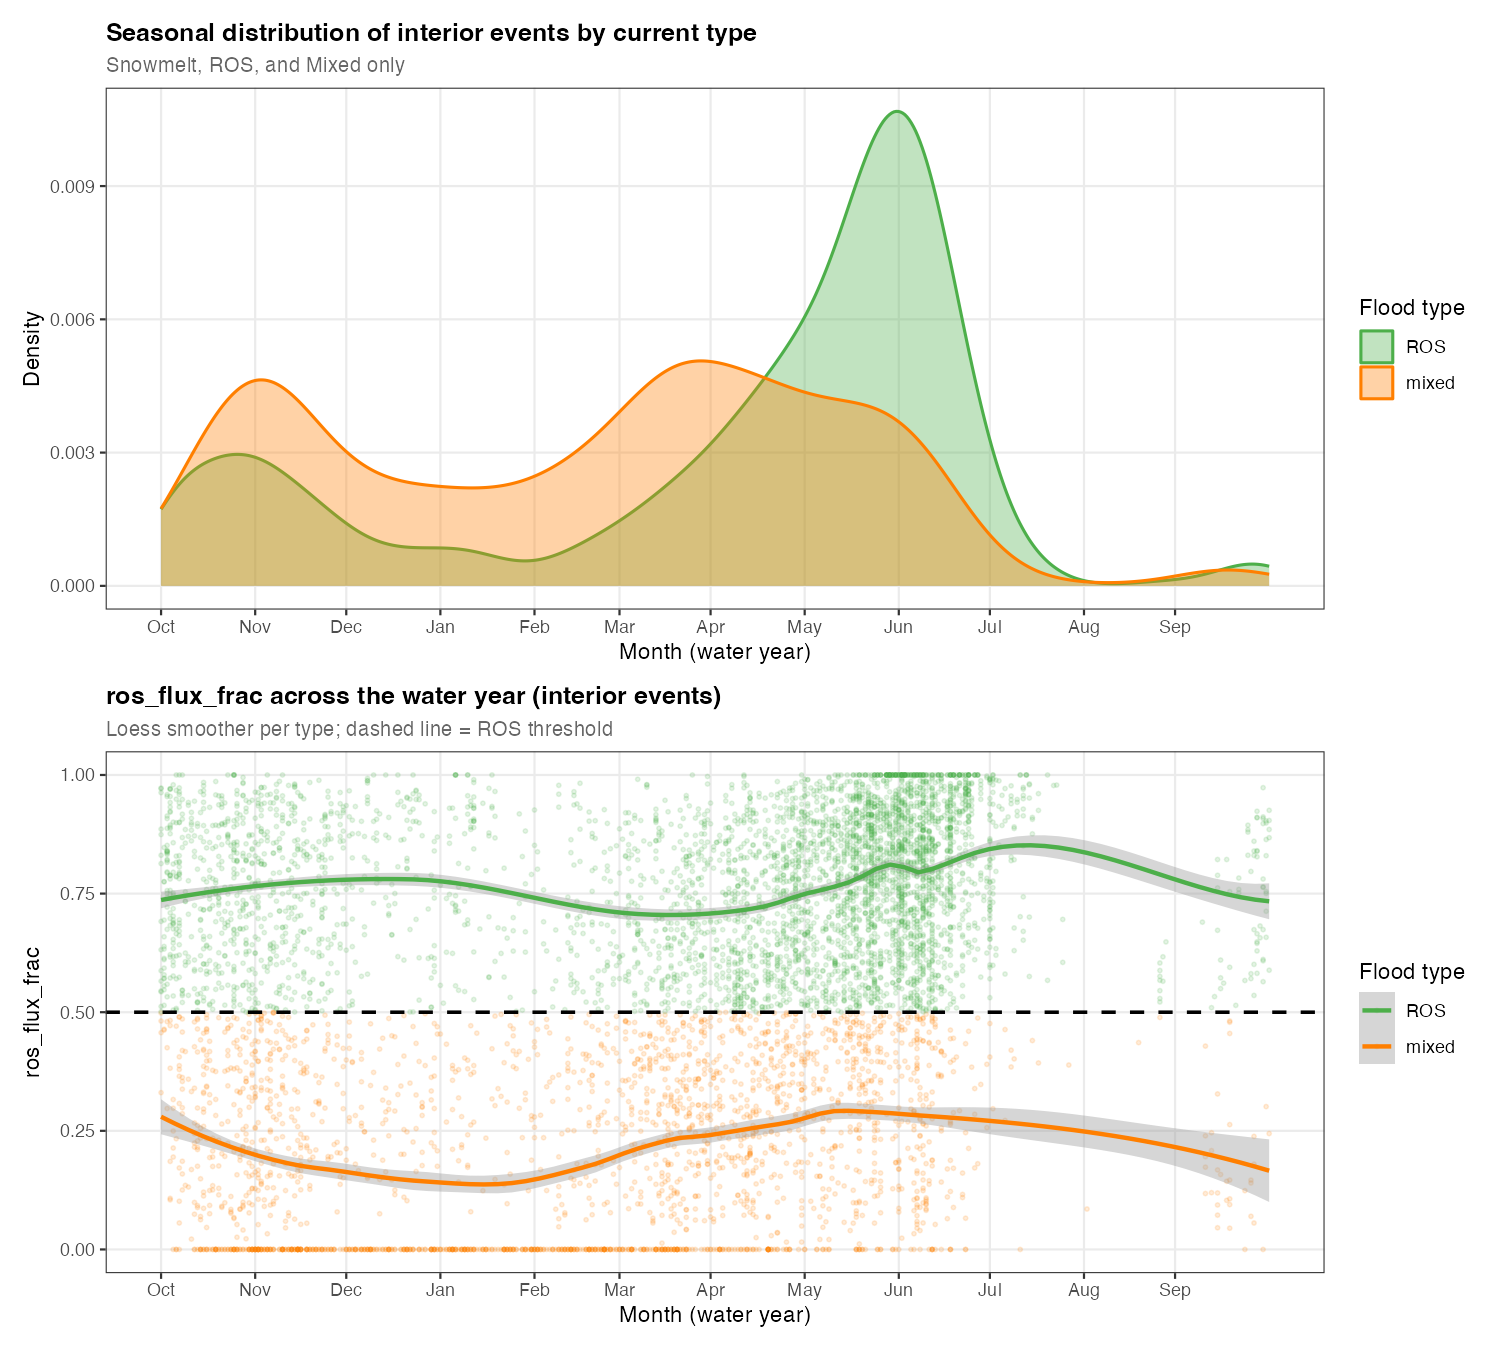 Seasonal distribution of interior events by current type
Snowmelt, ROS, and Mixed only
Density
0.009
0.006
0.003
0.000
Oct Nov Dec Jan Feb Mar Apr May Jun Jul Aug Sep
Month (water year)
Flood type
ROS
mixed
ros_flux_frac across the water year (interior events)
Loess smoother per type; dashed line = ROS threshold
ros_flux_frac
1.00
0.75
0.50
0.25
0.00
Oct Nov Dec Jan Feb Mar Apr May Jun Jul Aug Sep
Month (water year)
Flood type
ROS
mixed